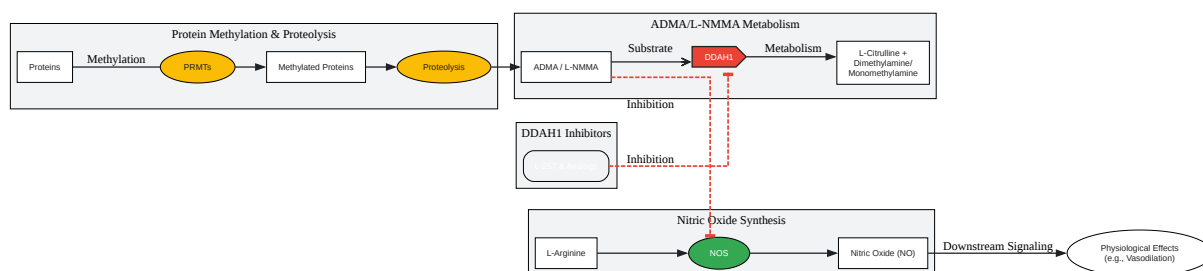 Protein Methylation & Proteolysis
Proteins
Methylation
PRMTs
Methylated Proteins
Proteolysis
ADMA/L-NMMA Metabolism
ADMA / L-NMMA
Substrate
DDAH1
Metabolism
L-Citrulline +
Dimethylamine/
Monomethylamine
Inhibition
DDAH1 Inhibitors
Inhibition
Nitric Oxide Synthesis
L-Arginine
NOS
Nitric Oxide (NO)
Downstream Signaling
Physiological Effects
(e.g., Vasodilation)